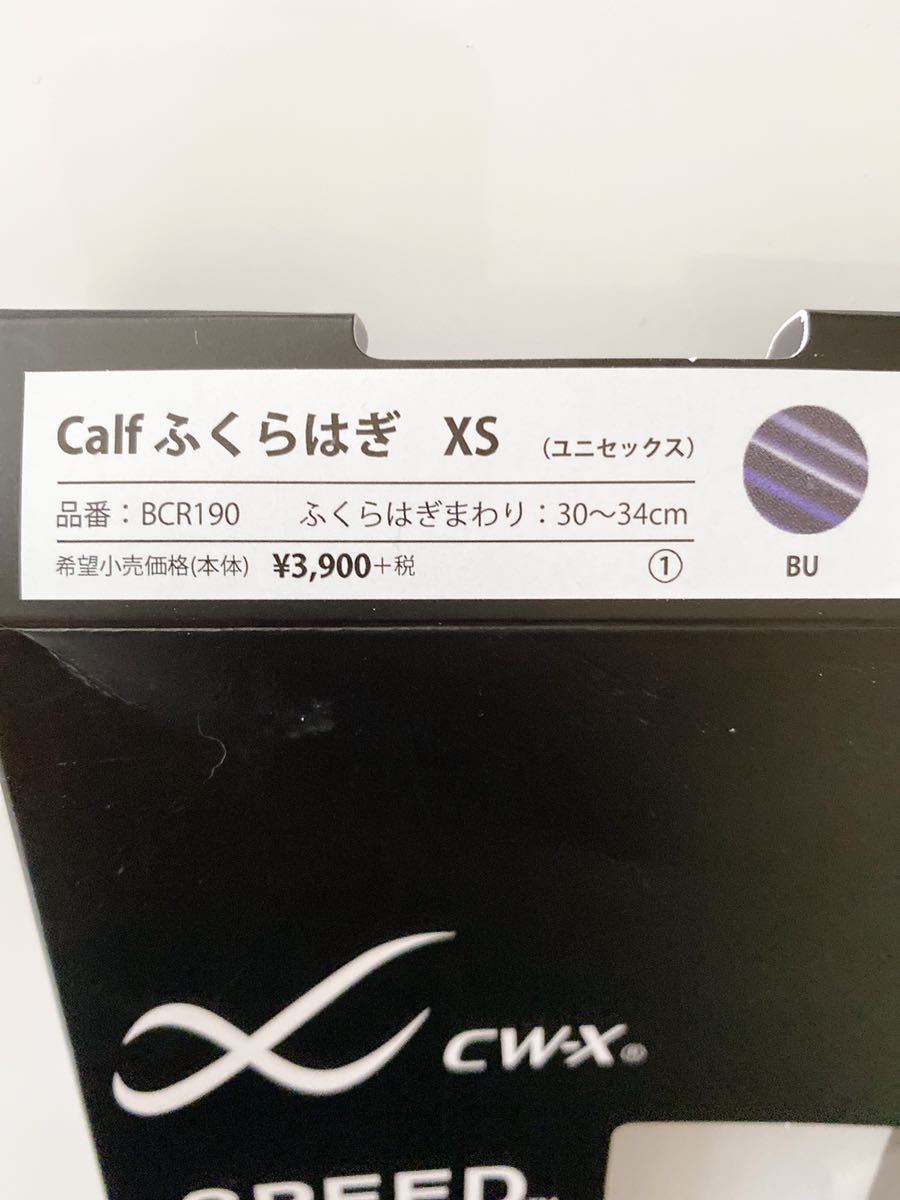 Calf ふくらはぎ XS (ユニセックス)
品番：BCR190 ふくらはぎまわり：30〜34cm
希望小売価格(本体) ¥3,900+税 ①
BU
CW-X®
SPEED™